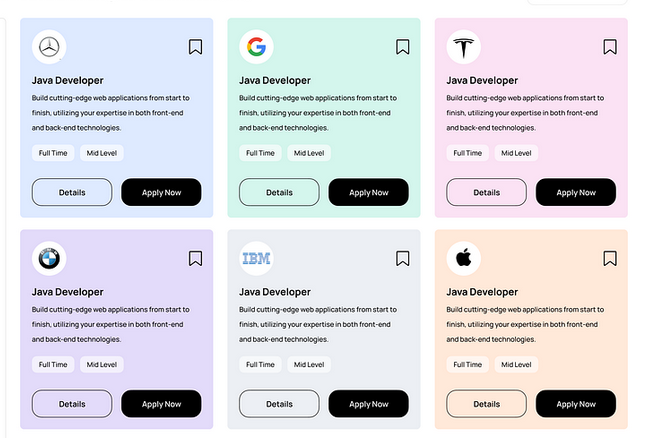 Java Developer
Build cutting-edge web applications from start to
finish, utilizing your expertise in both front-end
and back-end technologies.
Full Time
Mid Level
Details
Apply Now
Java Developer
Build cutting-edge web applications from start to
finish, utilizing your expertise in both front-end
and back-end technologies.
Full Time
Mid Level
Details
Apply Now
Java Developer
Build cutting-edge web applications from start to
finish, utilizing your expertise in both front-end
and back-end technologies.
Full Time
Mid Level
Details
Apply Now
Java Developer
Build cutting-edge web applications from start to
finish, utilizing your expertise in both front-end
and back-end technologies.
Full Time
Mid Level
Details
Apply Now
IBM
Java Developer
Build cutting-edge web applications from start to
finish, utilizing your expertise in both front-end
and back-end technologies.
Full Time
Mid Level
Details
Apply Now
Java Developer
Build cutting-edge web applications from start to
finish, utilizing your expertise in both front-end
and back-end technologies.
Full Time
Mid Level
Details
Apply Now